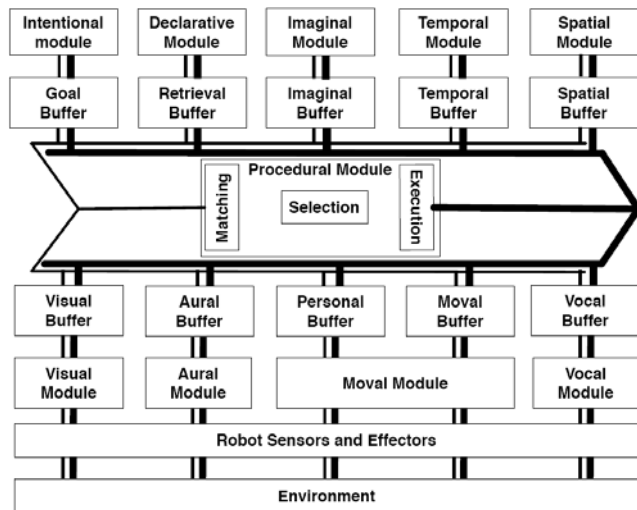 Intentional module
Declarative Module
Imaginal Module
Temporal Module
Spatial Module
Goal Buffer
Retrieval Buffer
Imaginal Buffer
Temporal Buffer
Spatial Buffer
Procedural Module
Matching
Selection
Execution
Visual Buffer
Aural Buffer
Personal Buffer
Moval Buffer
Vocal Buffer
Visual Module
Aural Module
Moval Module
Vocal Module
Robot Sensors and Effectors
Environment